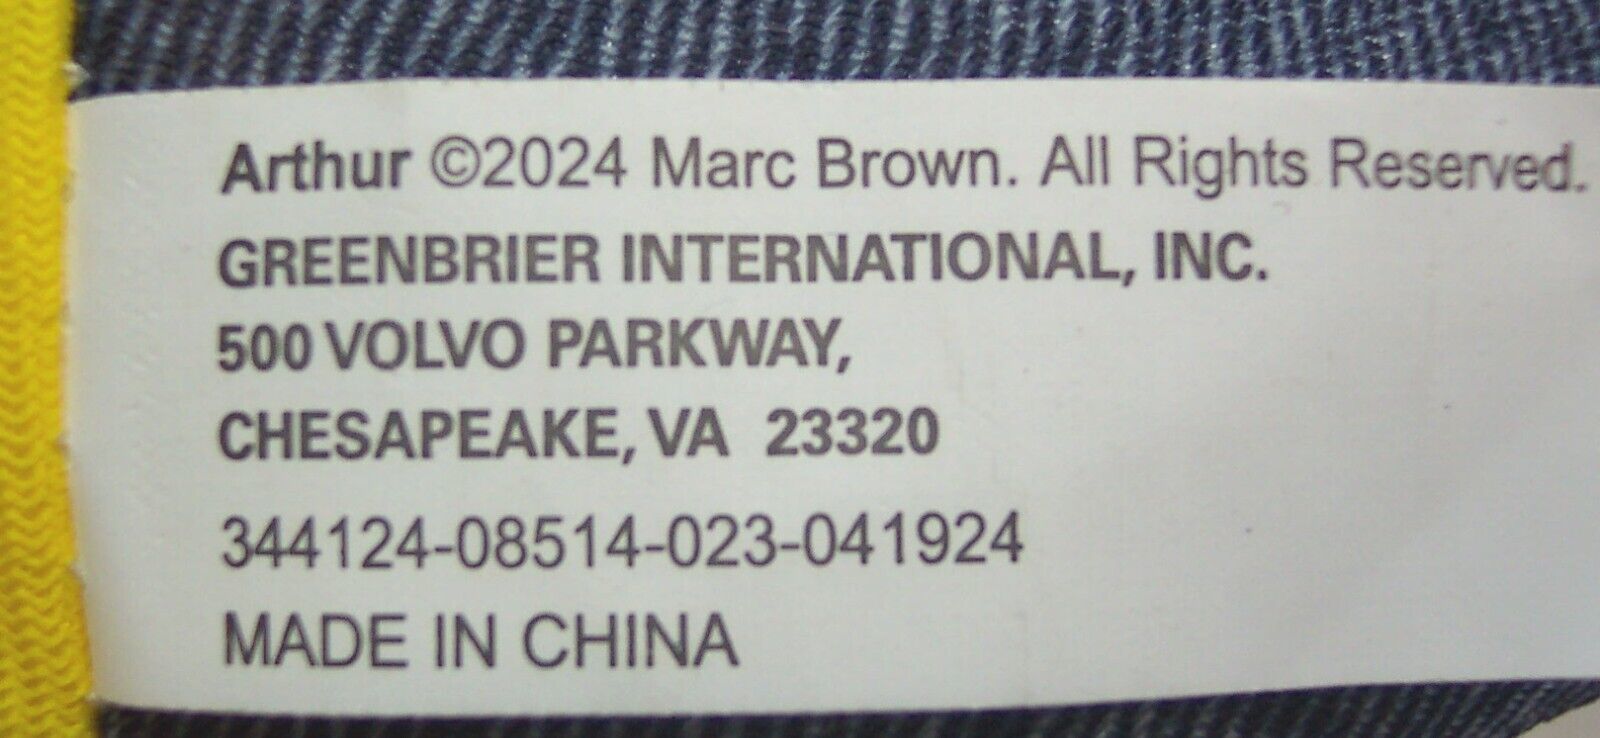 Arthur ©2024 Marc Brown. All Rights Reserved.
GREENBRIER INTERNATIONAL, INC.
500 VOLVO PARKWAY,
CHESAPEAKE, VA 23320
344124-08514-023-041924
MADE IN CHINA